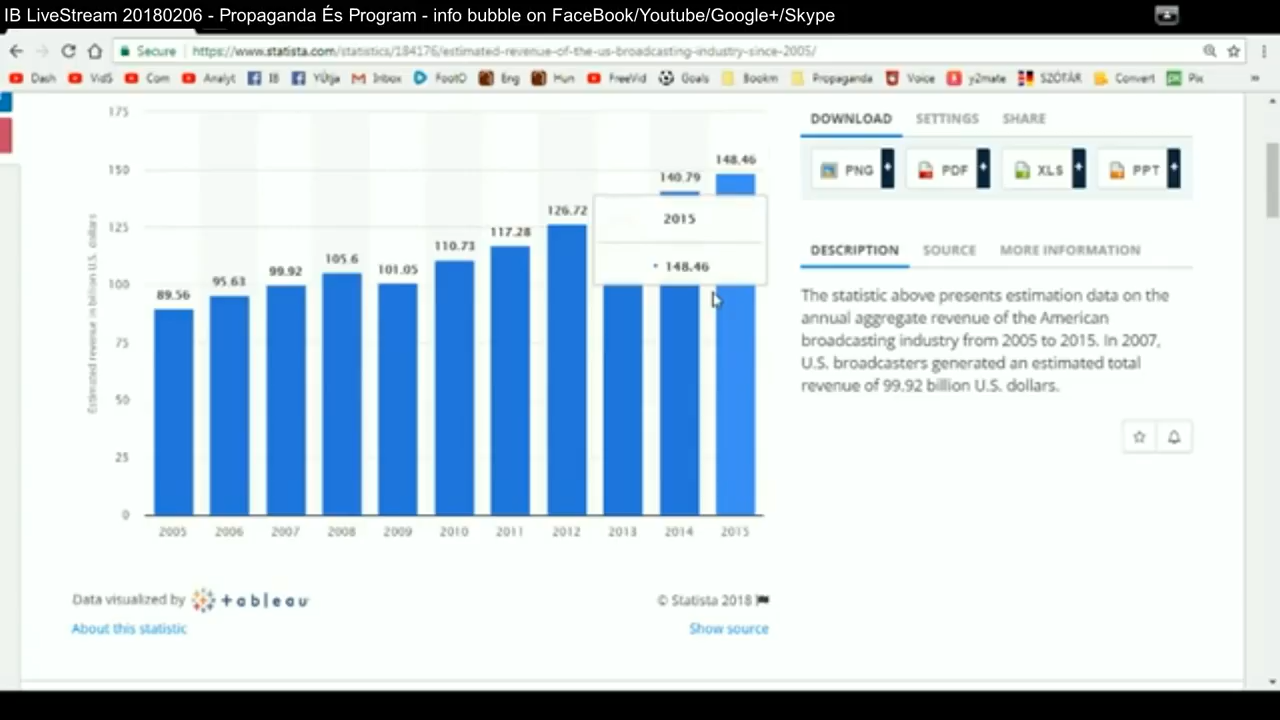 IB LiveStream 20180206 - Propaganda És Program - info bubble on FaceBook/Youtube/Google+/Skype
Secure https://www.statista.com/statistics/184176/estimated-revenue-of-the-us-broadcasting-industry-since-2005/
Dash VidS Com Analyt IB YÚtja Inbox FootO Eng Hun FreeVid Goals Bookm Propaganda Voice y2mate SZÓTÁR Convert Pix »
175
150
125
100
75
50
25
0
Estimated revenue in billion U.S. dollars
89.56
95.63
99.92
105.6
101.05
110.73
117.28
126.72
140.79
148.46
2015
• 148.46
2005 2006 2007 2008 2009 2010 2011 2012 2013 2014 2015
Data visualized by +ableau
© Statista 2018
About this statistic
Show source
DOWNLOAD SETTINGS SHARE
PNG + PDF + XLS + PPT +
DESCRIPTION SOURCE MORE INFORMATION
The statistic above presents estimation data on the
annual aggregate revenue of the American
broadcasting industry from 2005 to 2015. In 2007,
U.S. broadcasters generated an estimated total
revenue of 99.92 billion U.S. dollars.